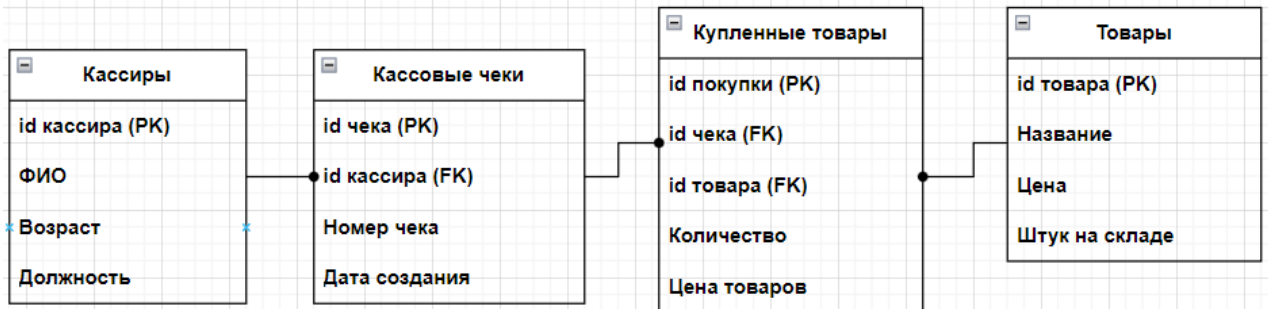 Кассиры
id кассира (PK)
ФИО
Возраст
Должность
Кассовые чеки
id чека (PK)
id кассира (FK)
Номер чека
Дата создания
Купленные товары
id покупки (PK)
id чека (FK)
id товара (FK)
Количество
Цена товаров
Товары
id товара (PK)
Название
Цена
Штук на складе